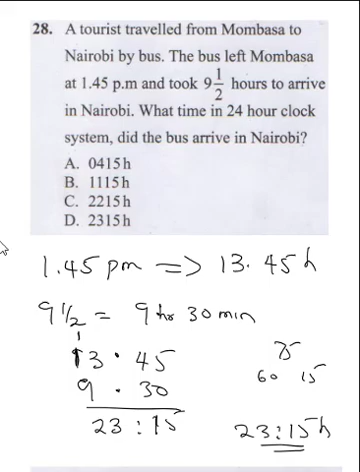 28. A tourist travelled from Mombasa to
Nairobi by bus. The bus left Mombasa
at 1.45 p.m and took 9 1/2 hours to arrive
in Nairobi. What time in 24 hour clock
system, did the bus arrive in Nairobi?
A. 0415h
B. 1115h
C. 2215h
D. 2315h
1.45 pm => 13.45h
9 1/2 = 9 hr 30 min
1
13 . 45
9 . 30
23 : 15
75
60 15
23:15h